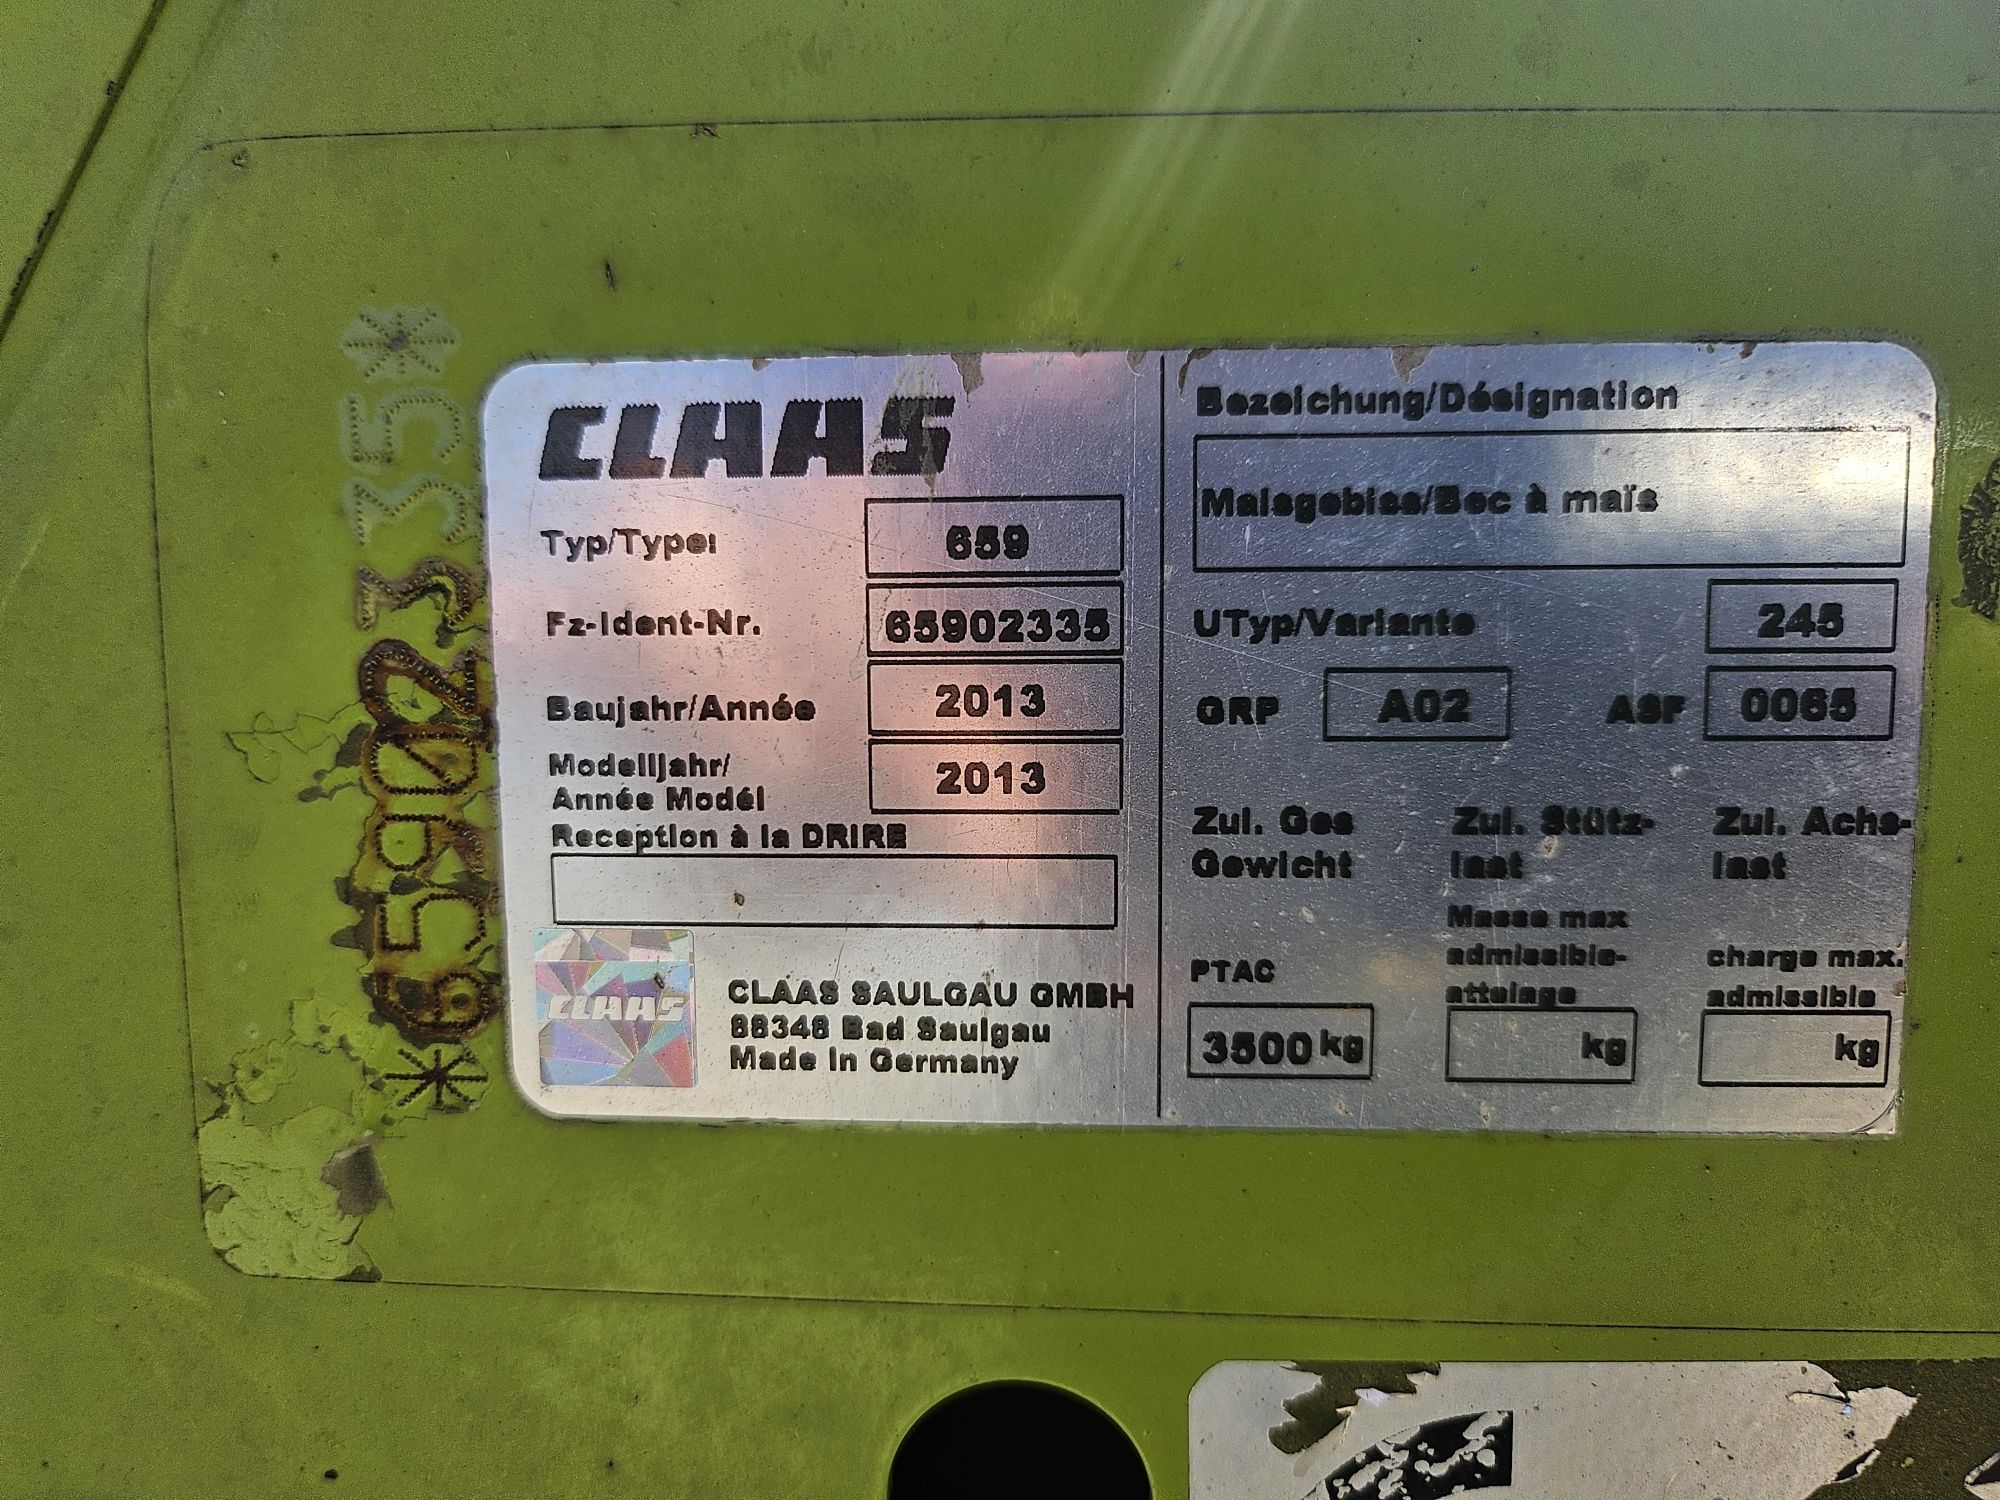 *65902335*
CLAAS
Typ/Type: 659
Fz-Ident-Nr. 65902335
Baujahr/Année 2013
Modelljahr/
Année Modél 2013
Reception à la DRIRE
CLAAS
CLAAS SAULGAU GMBH
88348 Bad Saulgau
Made in Germany
Bezeichung/Désignation
Maisgebiss/Bec à maïs
UTyp/Variante 245
GRP A02 ASF 0065
Zul. Ges Gewicht
Zul. Stütz-last
Zul. Achs-last
PTAC
Masse max
admissible-
attelage
charge max.
admissible
3500 kg
kg
kg